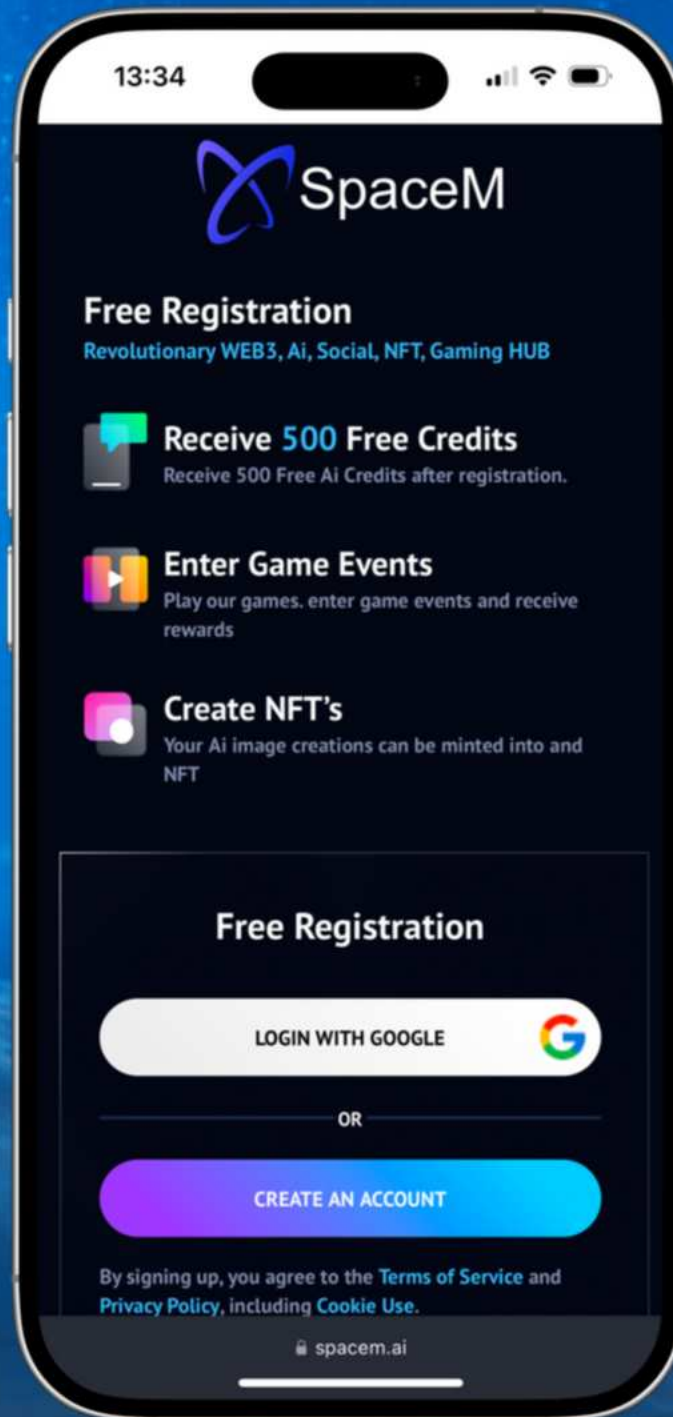 13:34
SpaceM
Free Registration
Revolutionary WEB3, Ai, Social, NFT, Gaming HUB
Receive 500 Free Credits
Receive 500 Free Ai Credits after registration.
Enter Game Events
Play our games. enter game events and receive
rewards
Create NFT's
Your Ai image creations can be minted into and
NFT
Free Registration
LOGIN WITH GOOGLE
OR
CREATE AN ACCOUNT
By signing up, you agree to the Terms of Service and
Privacy Policy, including Cookie Use.
spacem.ai